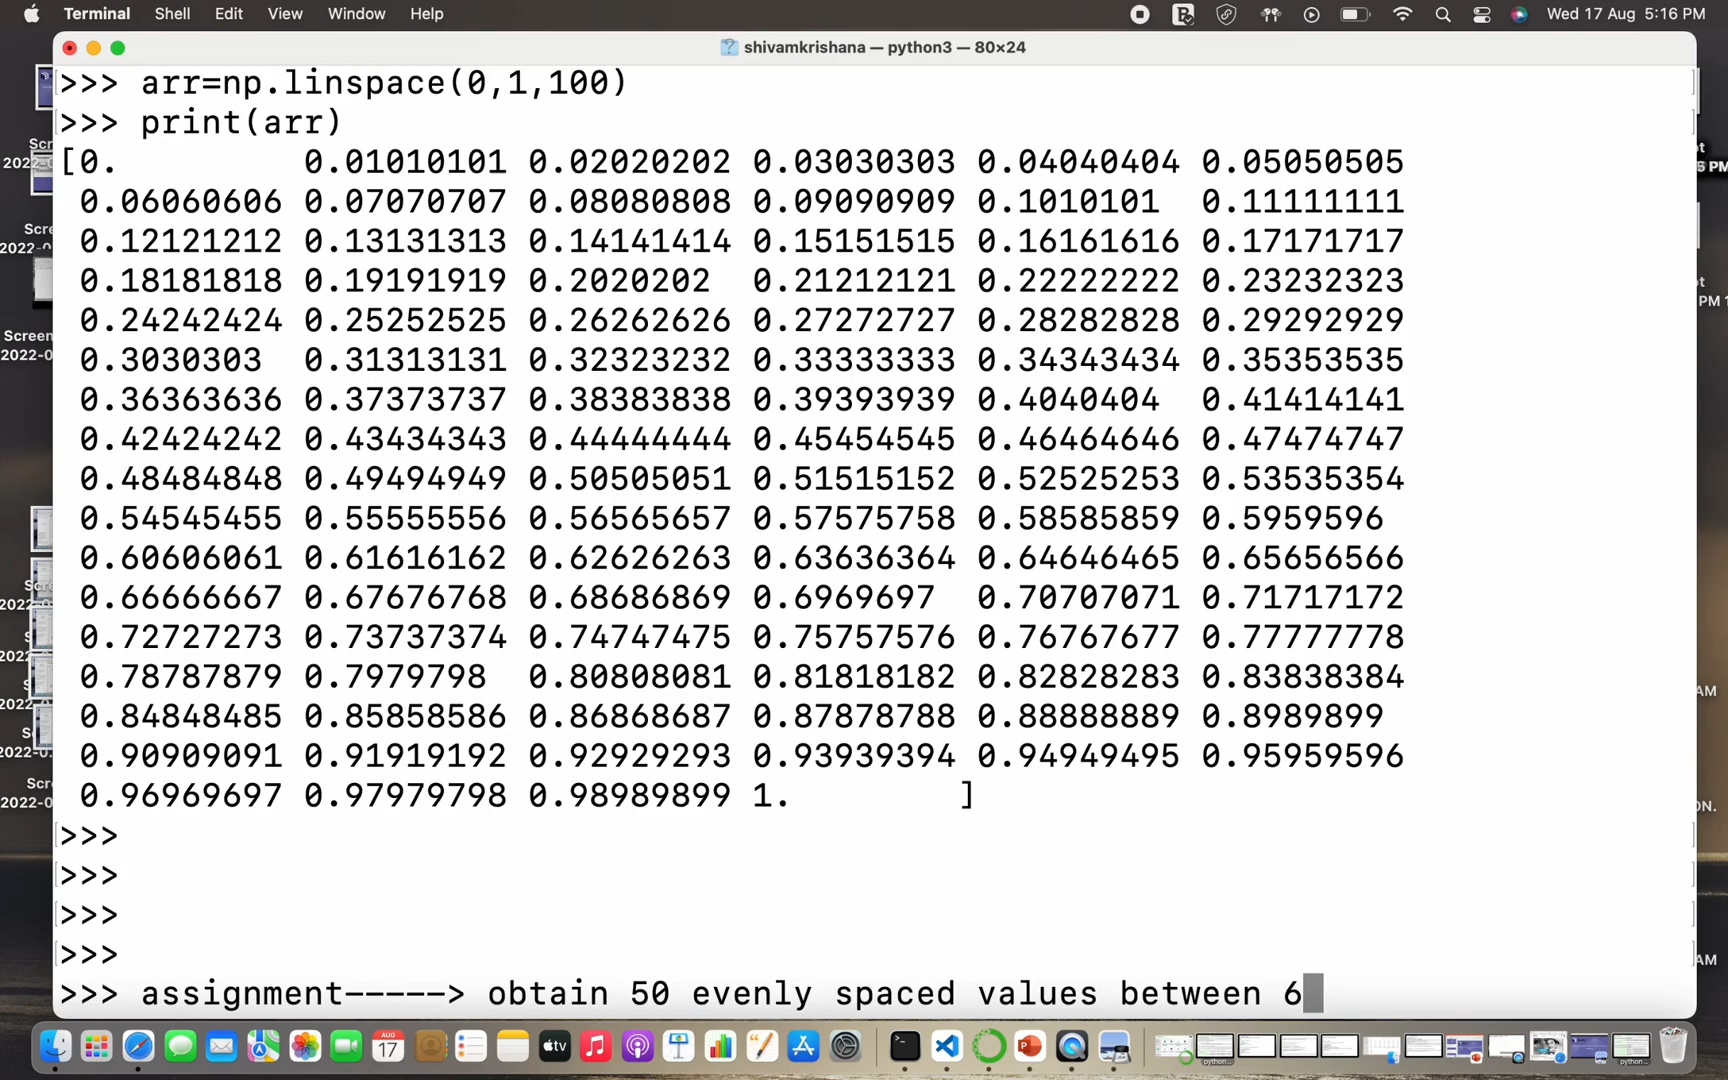 Terminal Shell Edit View Window Help Wed 17 Aug 5:16 PM
shivamkrishana — python3 — 80×24
>>> arr=np.linspace(0,1,100)
>>> print(arr)
[0. 0.01010101 0.02020202 0.03030303 0.04040404 0.05050505
0.06060606 0.07070707 0.08080808 0.09090909 0.1010101 0.11111111
0.12121212 0.13131313 0.14141414 0.15151515 0.16161616 0.17171717
0.18181818 0.19191919 0.2020202 0.21212121 0.22222222 0.23232323
0.24242424 0.25252525 0.26262626 0.27272727 0.28282828 0.29292929
0.3030303 0.31313131 0.32323232 0.33333333 0.34343434 0.35353535
0.36363636 0.37373737 0.38383838 0.39393939 0.4040404 0.41414141
0.42424242 0.43434343 0.44444444 0.45454545 0.46464646 0.47474747
0.48484848 0.49494949 0.50505051 0.51515152 0.52525253 0.53535354
0.54545455 0.55555556 0.56565657 0.57575758 0.58585859 0.5959596
0.60606061 0.61616162 0.62626263 0.63636364 0.64646465 0.65656566
0.66666667 0.67676768 0.68686869 0.6969697 0.70707071 0.71717172
0.72727273 0.73737374 0.74747475 0.75757576 0.76767677 0.77777778
0.78787879 0.7979798 0.80808081 0.81818182 0.82828283 0.83838384
0.84848485 0.85858586 0.86868687 0.87878788 0.88888889 0.8989899
0.90909091 0.91919192 0.92929293 0.93939394 0.94949495 0.95959596
0.96969697 0.97979798 0.98989899 1. ]
>>>
>>>
>>>
>>>
>>> assignment-----> obtain 50 evenly spaced values between 6
AUG
17
tv